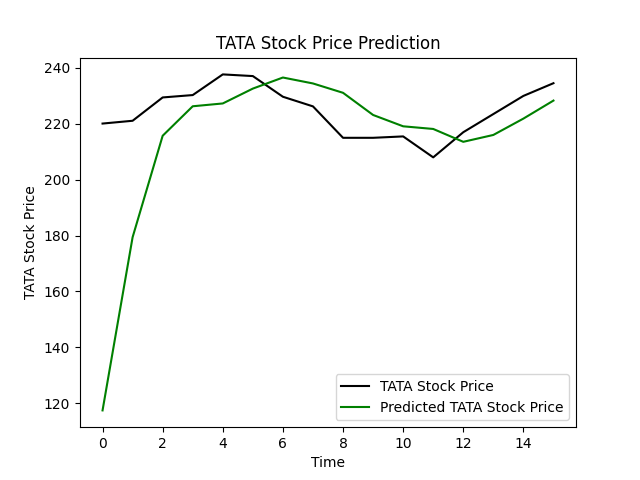 TATA Stock Price Prediction
240
220
200
180
160
140
120
TATA Stock Price
TATA Stock Price
Predicted TATA Stock Price
0 2 4 6 8 10 12 14
Time